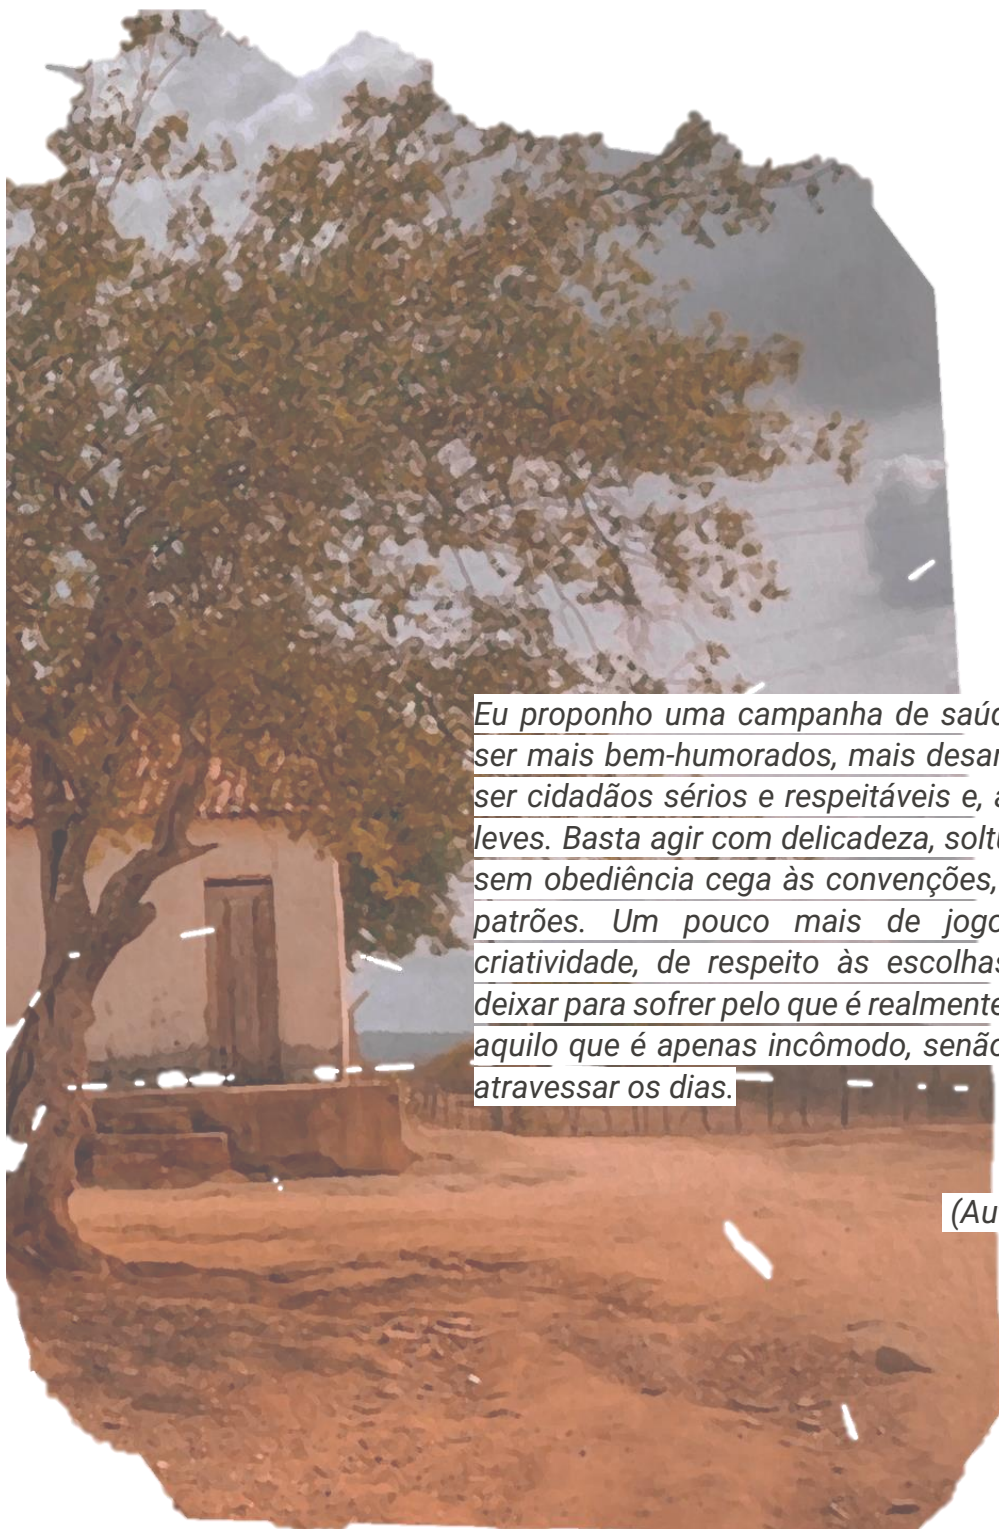 Eu proponho uma campanha de saúd
ser mais bem-humorados, mais desar
ser cidadãos sérios e respeitáveis e, a
leves. Basta agir com delicadeza, soltu
sem obediência cega às convenções,
patrões. Um pouco mais de jogo
criatividade, de respeito às escolhas
deixar para sofrer pelo que é realmente
aquilo que é apenas incômodo, senão
atravessar os dias.
(Au